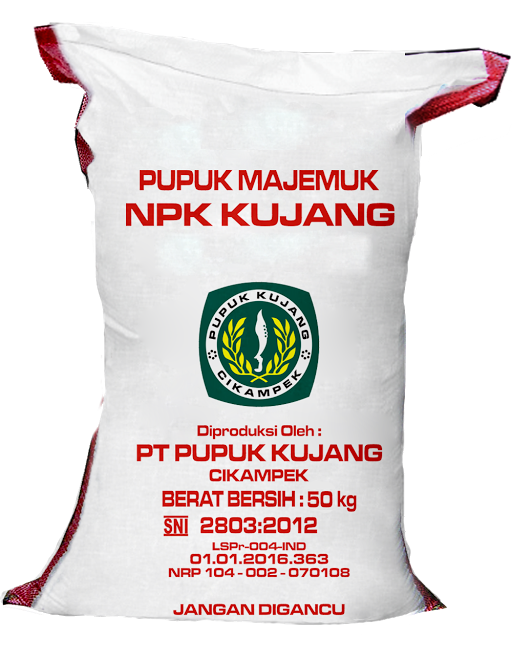 PUPUK MAJEMUK
NPK KUJANG
PUPUK KUJANG
CIKAMPEK
Diproduksi Oleh :
PT PUPUK KUJANG
CIKAMPEK
BERAT BERSIH : 50 kg
SNI 2803:2012
LSPr-004-IND
01.01.2016.363
NRP 104 - 002 - 070108
JANGAN DIGANCU